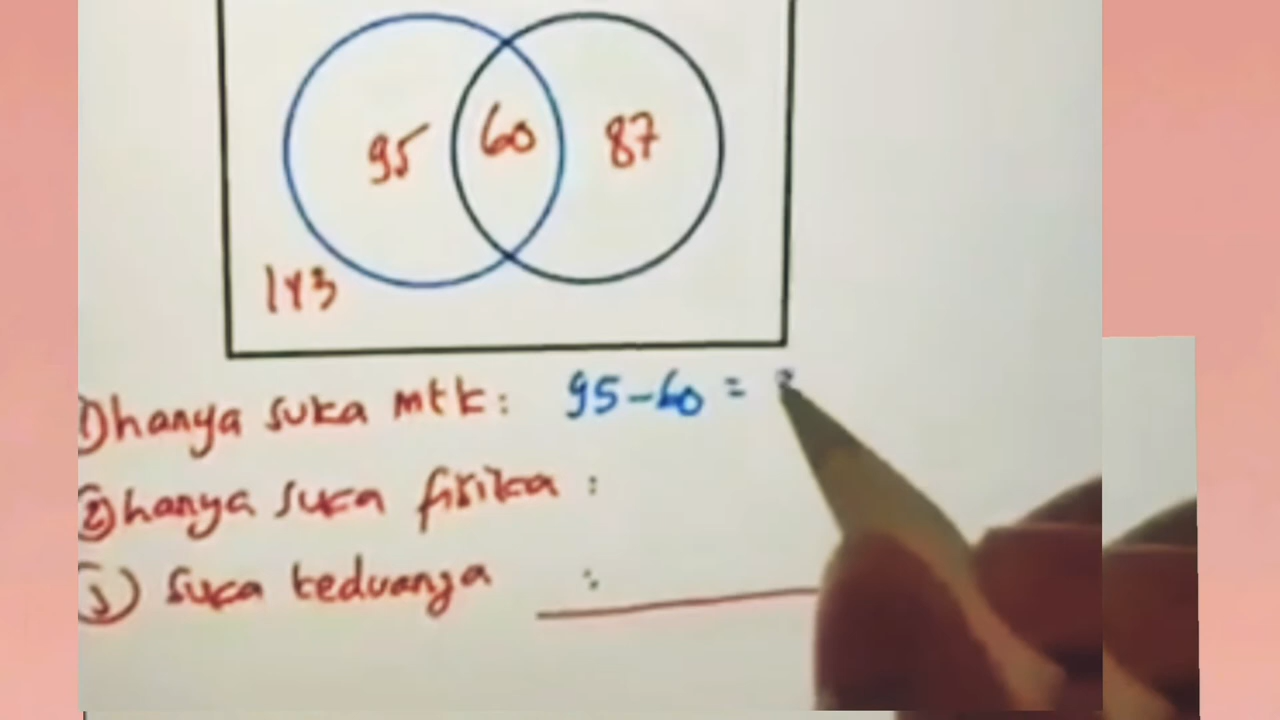 95 60 87
143
1) hanya suka mtk : 95-60 =
2) hanya suka fisika :
3) suka keduanya :